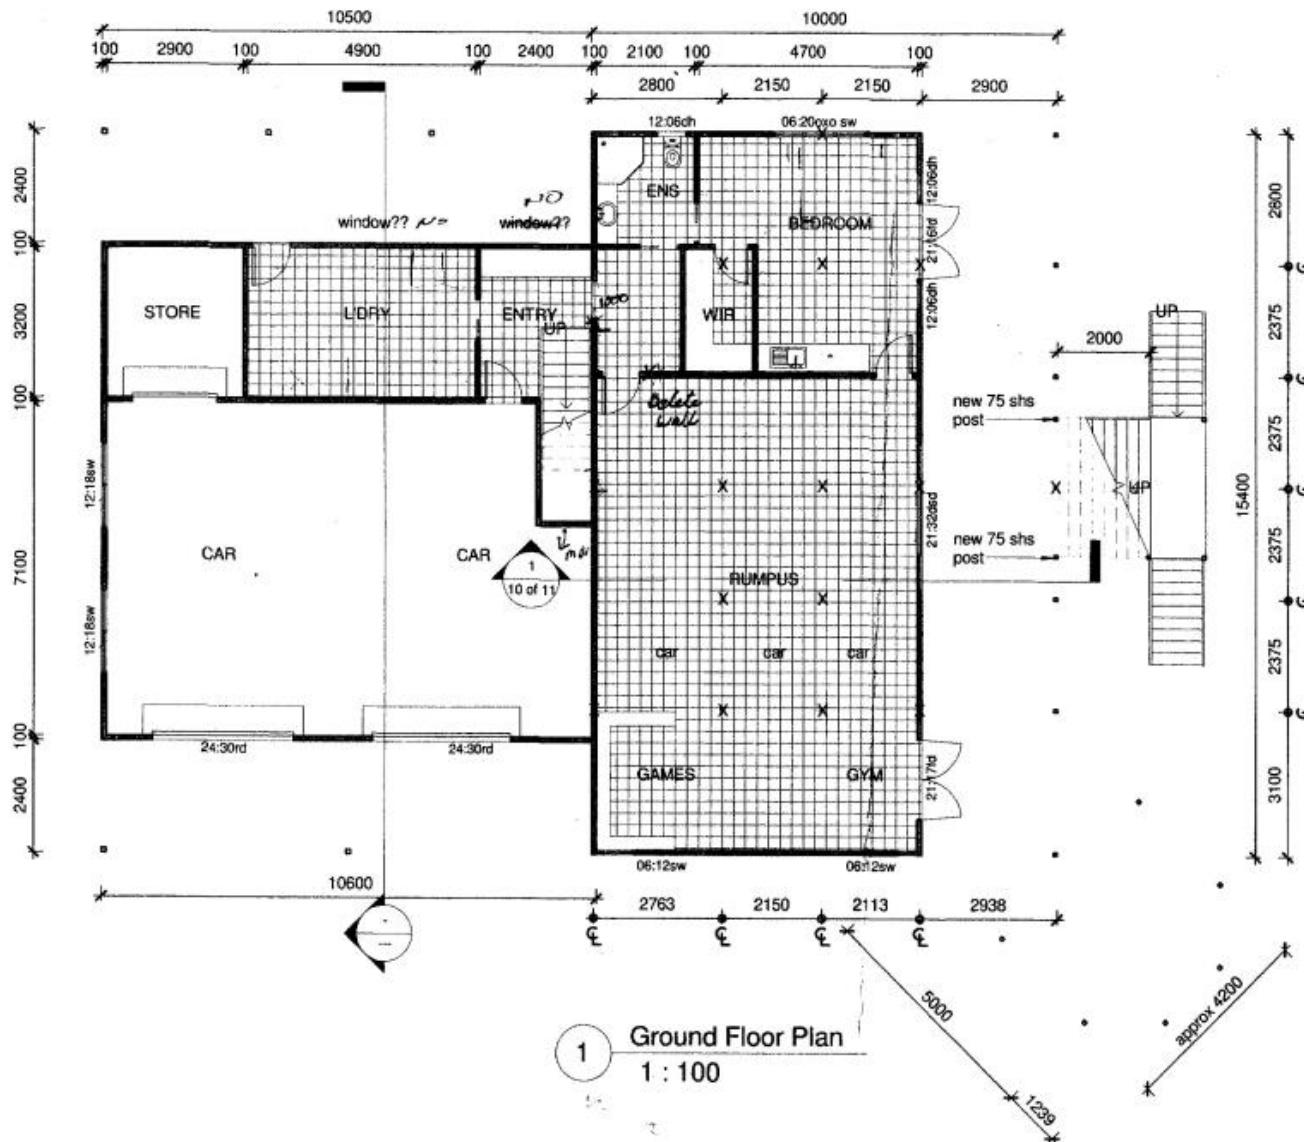 10500 10000
100 2900 100 4900 100 2400 100 2100 100 4700 100
2800 2150 2150 2900
12:06dh 06:20oxo sw
2400 100 3200 100 7100 100 2400
window?? NO
NO
window??
ENS
BEDROOM
12:06dh
21:16fd
12:06dh
STORE
L'DRY
ENTRY
UP
1000
WIR
Delete
wall
UP
2000
new 75 shs
post
UP
new 75 shs
post
12:18sw
12:18sw
CAR
CAR
1
10 of 11
RUMPUS
21:32dsd
car car car
24:30rd 24:30rd
GAMES
GYM
21:17fd
06:12sw 06:12sw
15400
2800 2375 2375 2375 2375 3100
10600
2763 2150 2113 2938
5000
1239
approx 4200
1
Ground Floor Plan
1 : 100